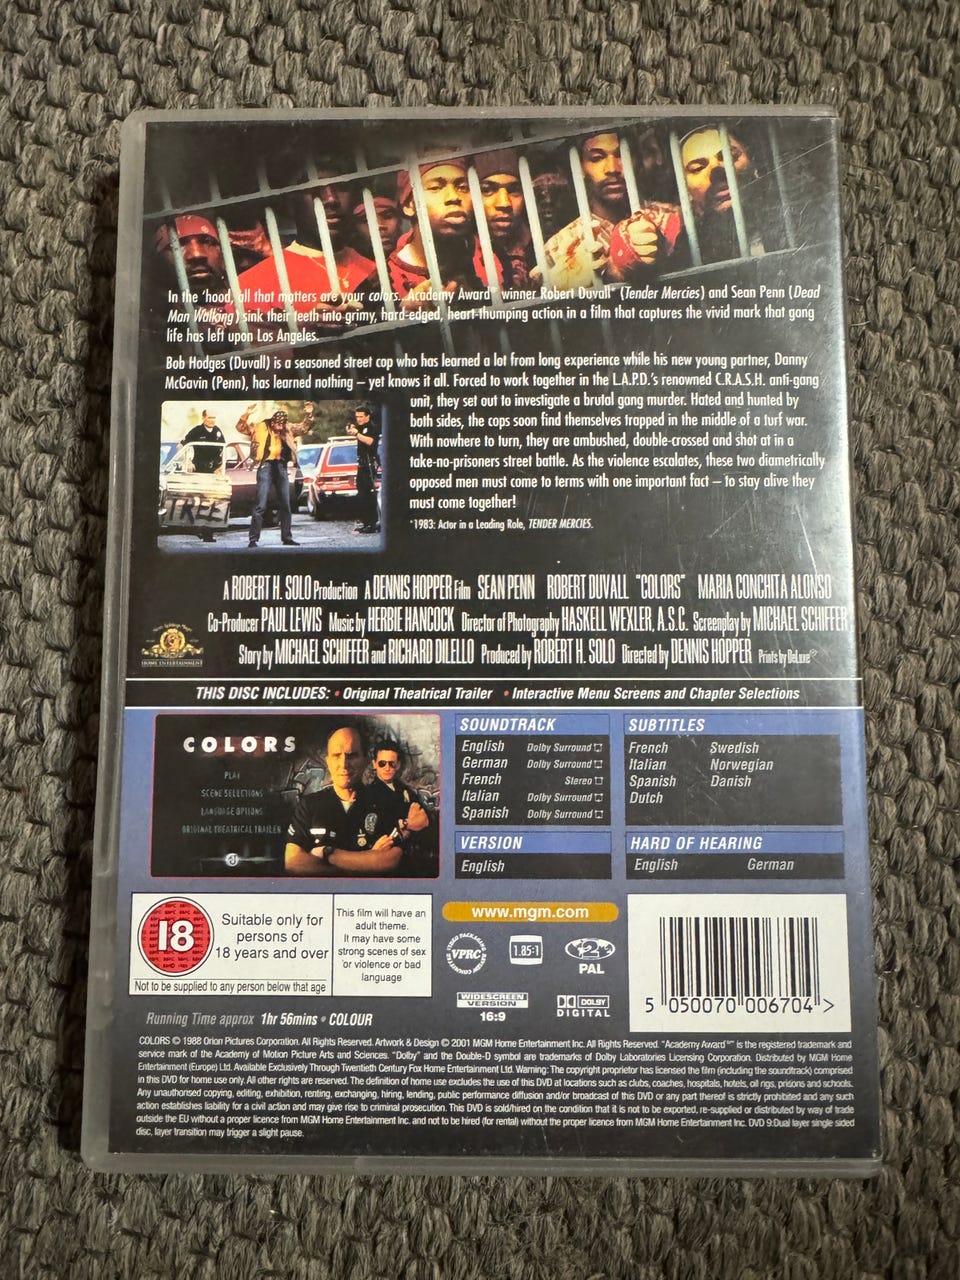 In the 'hood, all that matters are your colors...Academy Award® winner Robert Duvall* (Tender Mercies) and Sean Penn (Dead
Man Walking) sink their teeth into grimy, hard-edged, heart-thumping action in a film that captures the vivid mark that gang
life has left upon Los Angeles.
Bob Hodges (Duvall) is a seasoned street cop who has learned a lot from long experience while his new young partner, Danny
McGavin (Penn), has learned nothing – yet knows it all. Forced to work together in the L.A.P.D.'s renowned C.R.A.S.H. anti-gang
unit, they set out to investigate a brutal gang murder. Hated and hunted by
both sides, the cops soon find themselves trapped in the middle of a turf war.
With nowhere to turn, they are ambushed, double-crossed and shot at in a
take-no-prisoners street battle. As the violence escalates, these two diametrically
opposed men must come to terms with one important fact – to stay alive they
must come together!
*1983: Actor in a Leading Role, TENDER MERCIES.
TREE
A ROBERT H. SOLO Production A DENNIS HOPPER Film SEAN PENN ROBERT DUVALL "COLORS" MARIA CONCHITA ALONSO
Co-Producer PAUL LEWIS Music by HERBIE HANCOCK Director of Photography HASKELL WEXLER, A.S.C. Screenplay by MICHAEL SCHIFFER
Story by MICHAEL SCHIFFER and RICHARD DILELLO Produced by ROBERT H. SOLO Directed by DENNIS HOPPER Prints by DeLuxe®
HOME ENTERTAINMENT
THIS DISC INCLUDES: • Original Theatrical Trailer • Interactive Menu Screens and Chapter Selections
COLORS
PLAY
SCENE SELECTIONS
LANGUAGE OPTIONS
ORIGINAL THEATRICAL TRAILER
SOUNDTRACK
English Dolby Surround
German Dolby Surround
French Stereo
Italian Dolby Surround
Spanish Dolby Surround
SUBTITLES
French Swedish
Italian Norwegian
Spanish Danish
Dutch
VERSION
English
HARD OF HEARING
English German
18
Suitable only for
persons of
18 years and over
Not to be supplied to any person below that age
This film will have an
adult theme.
It may have some
strong scenes of sex
or violence or bad
language
www.mgm.com
VPRC
1.85:1
2
PAL
WIDESCREEN
VERSION
16:9
DOLBY
DIGITAL
5 050070 006704 >
Running Time approx 1hr 56mins • COLOUR
COLORS © 1988 Orion Pictures Corporation. All Rights Reserved. Artwork & Design © 2001 MGM Home Entertainment Inc. All Rights Reserved. "Academy Award®" is the registered trademark and
service mark of the Academy of Motion Picture Arts and Sciences. "Dolby" and the Double-D symbol are trademarks of Dolby Laboratories Licensing Corporation. Distributed by MGM Home
Entertainment (Europe) Ltd. Available Exclusively Through Twentieth Century Fox Home Entertainment Ltd. Warning: The copyright proprietor has licensed the film (including the soundtrack) comprised
in this DVD for home use only. All other rights are reserved. The definition of home use excludes the use of this DVD at locations such as clubs, coaches, hospitals, hotels, oil rigs, prisons and schools.
Any unauthorised copying, editing, exhibition, renting, exchanging, hiring, lending, public performance diffusion and/or broadcast of this DVD or any part thereof is strictly prohibited and any such
action establishes liability for a civil action and may give rise to criminal prosecution. This DVD is sold/hired on the condition that it is not to be exported, re-supplied or distributed by way of trade
outside the EU without a proper licence from MGM Home Entertainment Inc. and not to be hired (for rental) without the proper licence from MGM Home Entertainment Inc. DVD 9:Dual layer single sided
disc, layer transition may trigger a slight pause.